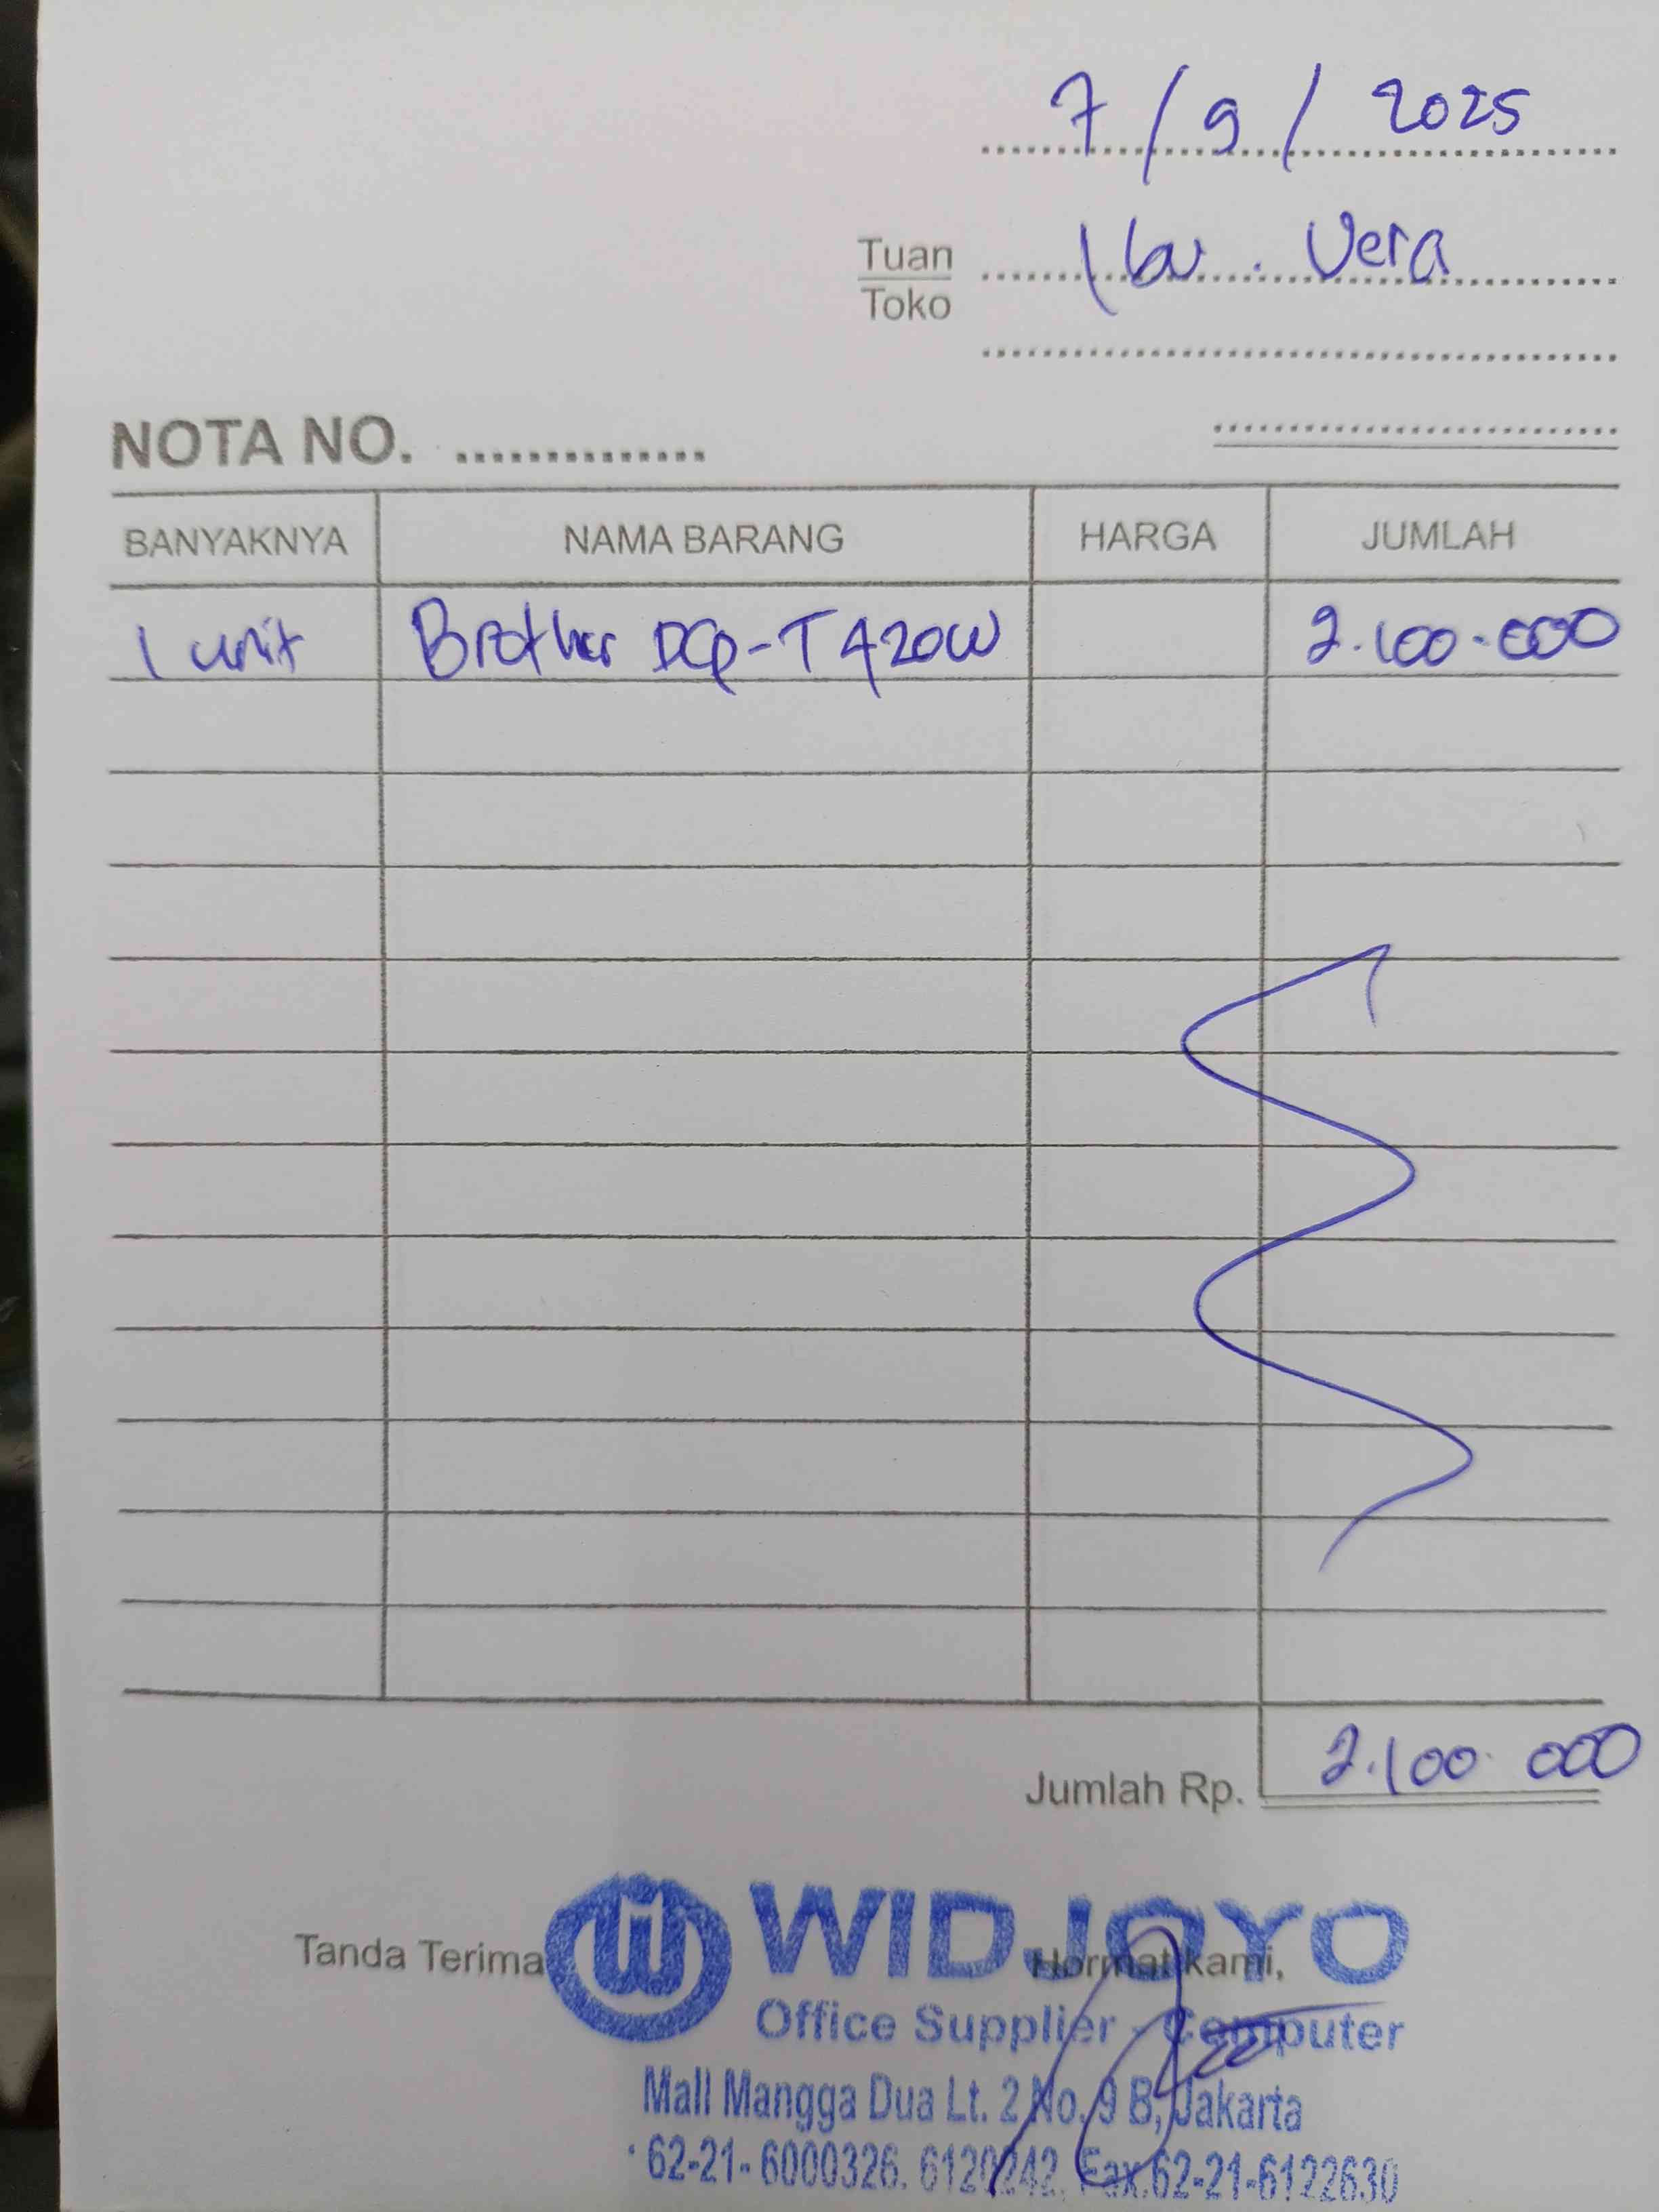 7/9/2025
Tuan Ibu. Vera
Toko
NOTA NO. ..............
BANYAKNYA NAMA BARANG HARGA JUMLAH
1 unit Brother DCP-T420W 2.100.000
Jumlah Rp. 2.100.000
Tanda Terima Hormat kami,
WIDJOYO
Office Supplier - Computer
Mall Mangga Dua Lt. 2 No. 9 B, Jakarta
62-21-6000326. 6120242. Fax.62-21-6122630